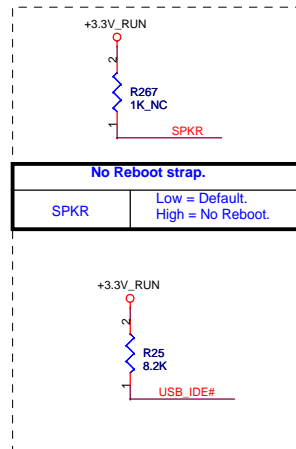 +3.3V_RUN
2
R267
1K_NC
1
SPKR
No Reboot strap.
SPKR
Low = Default.
High = No Reboot.
+3.3V_RUN
2
R25
8.2K
1
USB_IDE#